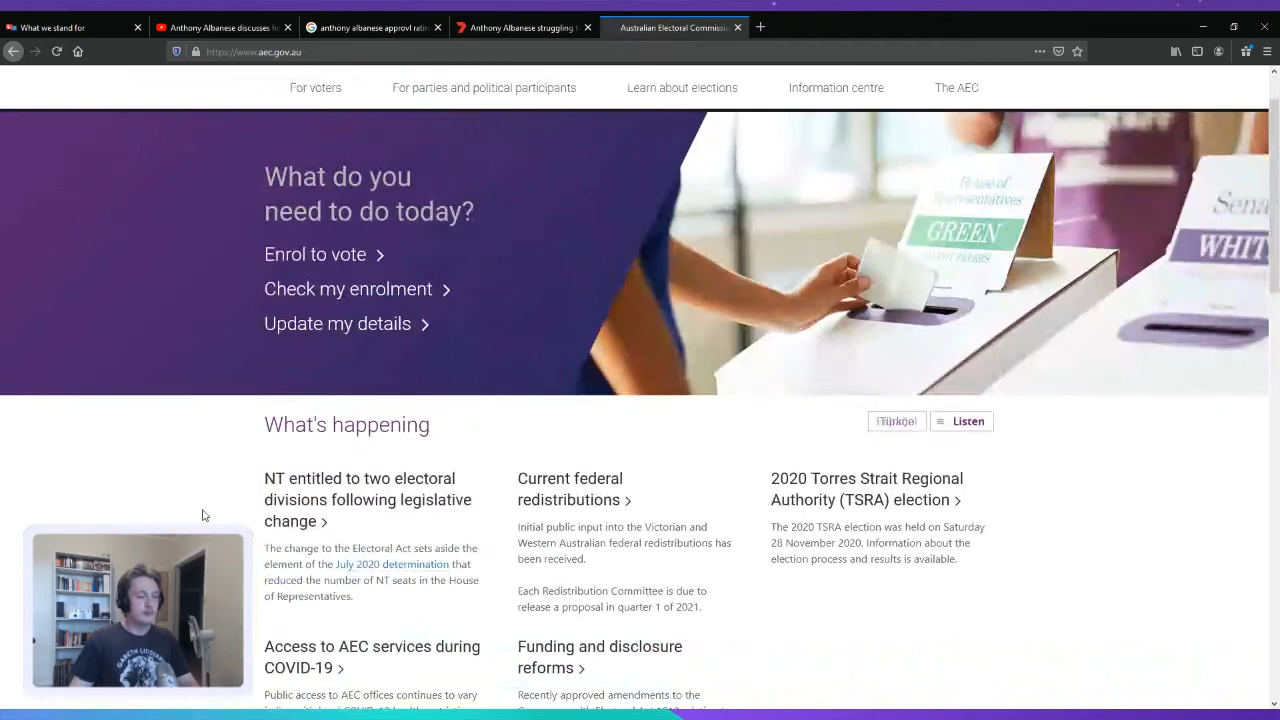 What we stand for
Anthony Albanese discusses hi
anthony albanese approvl ratin
Anthony Albanese struggling t
Australian Electoral Commissio
https://www.aec.gov.au
For voters
For parties and political participants
Learn about elections
Information centre
The AEC
What do you
need to do today?
Enrol to vote
Check my enrolment
Update my details
House of
Representatives
GREEN
Sena
WHIT
What's happening
Listen
NT entitled to two electoral
divisions following legislative
change
The change to the Electoral Act sets aside the
element of the July 2020 determination that
reduced the number of NT seats in the House
of Representatives.
Current federal
redistributions
Initial public input into the Victorian and
Western Australian federal redistributions has
been received.
Each Redistribution Committee is due to
release a proposal in quarter 1 of 2021.
2020 Torres Strait Regional
Authority (TSRA) election
The 2020 TSRA election was held on Saturday
28 November 2020. Information about the
election process and results is available.
Access to AEC services during
COVID-19
Public access to AEC offices continues to vary
Funding and disclosure
reforms
Recently approved amendments to the
GARETH LIDDIARD